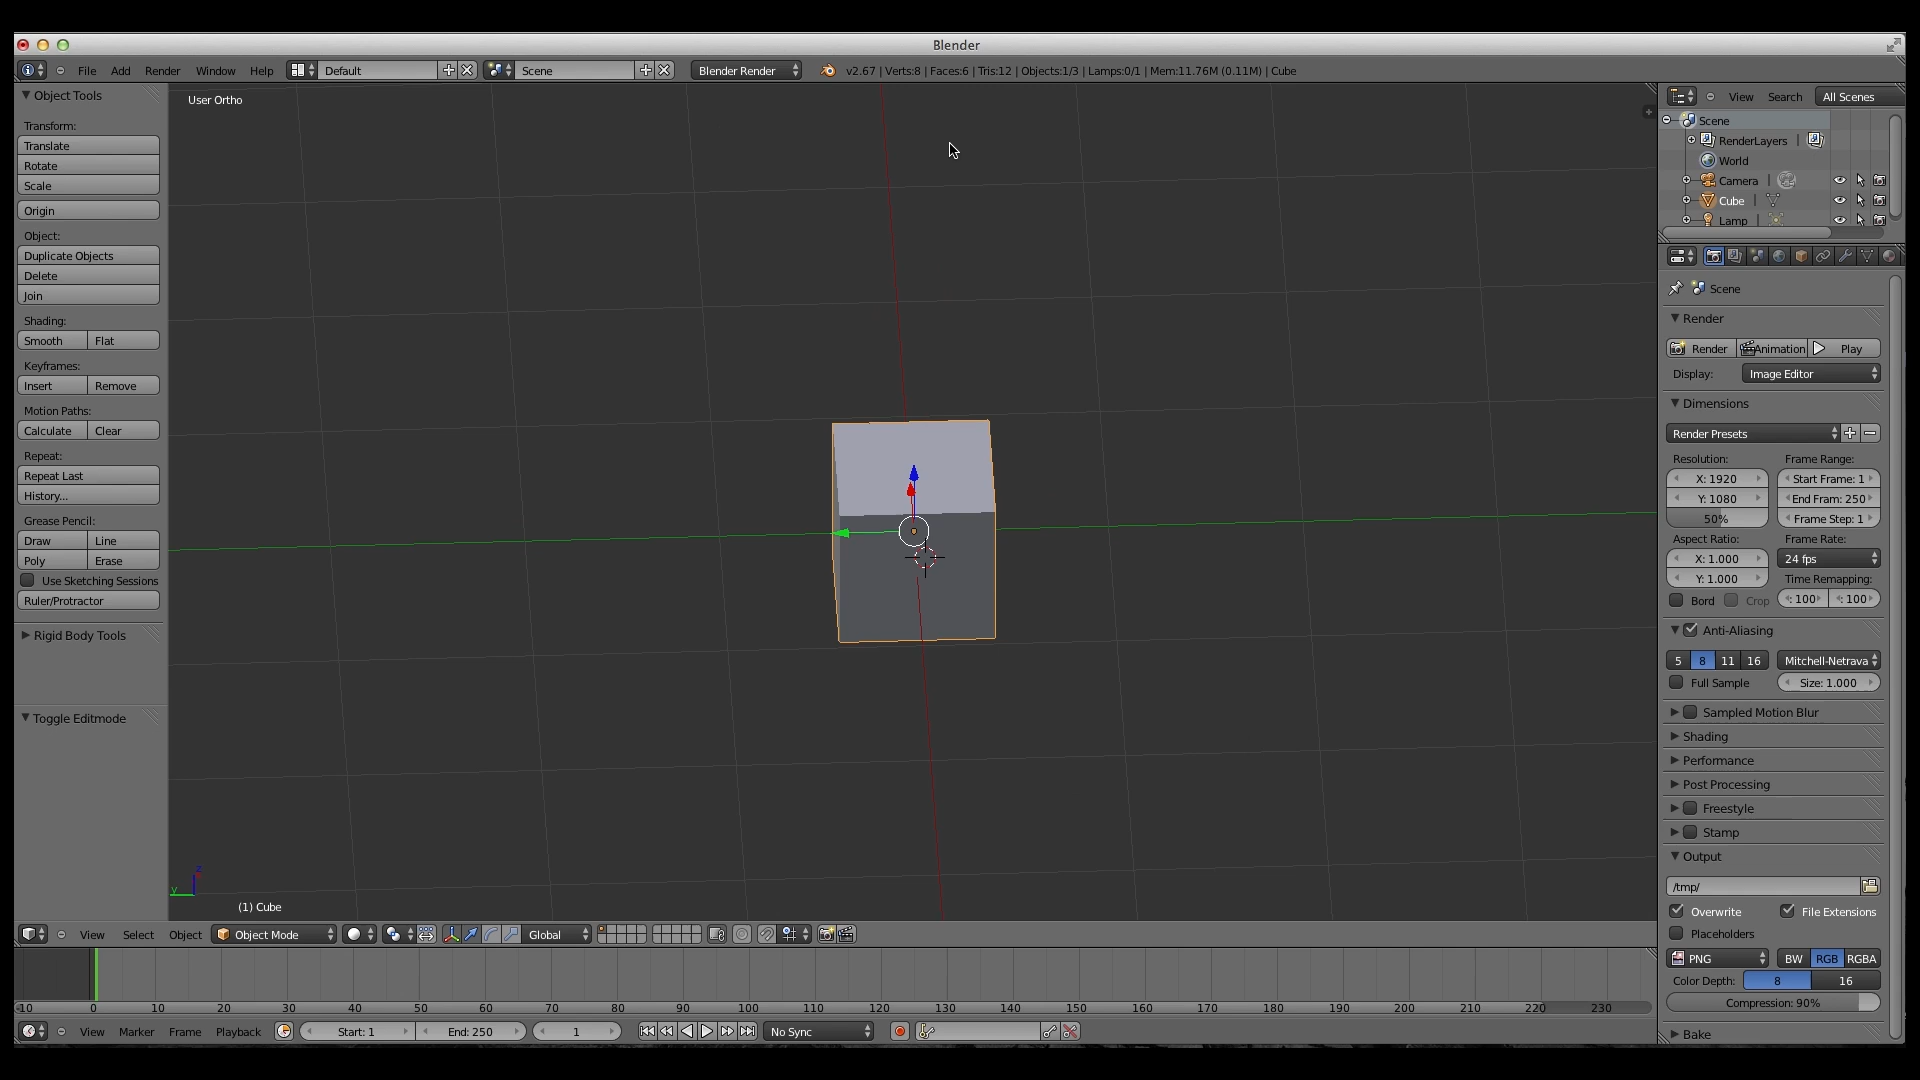 Blender
File Add Render Window Help Default Scene Blender Render v2.67 | Verts:8 | Faces:6 | Tris:12 | Objects:1/3 | Lamps:0/1 | Mem:11.76M (0.11M) | Cube
Object Tools
Transform:
Translate
Rotate
Scale
Origin
Object:
Duplicate Objects
Delete
Join
Shading:
Smooth Flat
Keyframes:
Insert Remove
Motion Paths:
Calculate Clear
Repeat:
Repeat Last
History...
Grease Pencil:
Draw Line
Poly Erase
Use Sketching Sessions
Ruler/Protractor
Rigid Body Tools
Toggle Editmode
User Ortho
z
y
(1) Cube
View Search All Scenes
Scene
RenderLayers |
World
Camera |
Cube |
Lamp |
Scene
Render
Render Animation Play
Display: Image Editor
Dimensions
Render Presets
Resolution: Frame Range:
X: 1920 Start Frame: 1
Y: 1080 End Fram: 250
50% Frame Step: 1
Aspect Ratio: Frame Rate:
X: 1.000 24 fps
Y: 1.000 Time Remapping:
Bord Crop : 100 : 100
Anti-Aliasing
5 8 11 16 Mitchell-Netrava
Full Sample Size: 1.000
Sampled Motion Blur
Shading
Performance
Post Processing
Freestyle
Stamp
Output
/tmp/
Overwrite File Extensions
Placeholders
PNG BW RGB RGBA
Color Depth: 8 16
Compression: 90%
Bake
View Select Object Object Mode Global
-10 0 10 20 30 40 50 60 70 80 90 100 110 120 130 140 150 160 170 180 190 200 210 220 230
View Marker Frame Playback Start: 1 End: 250 1 No Sync